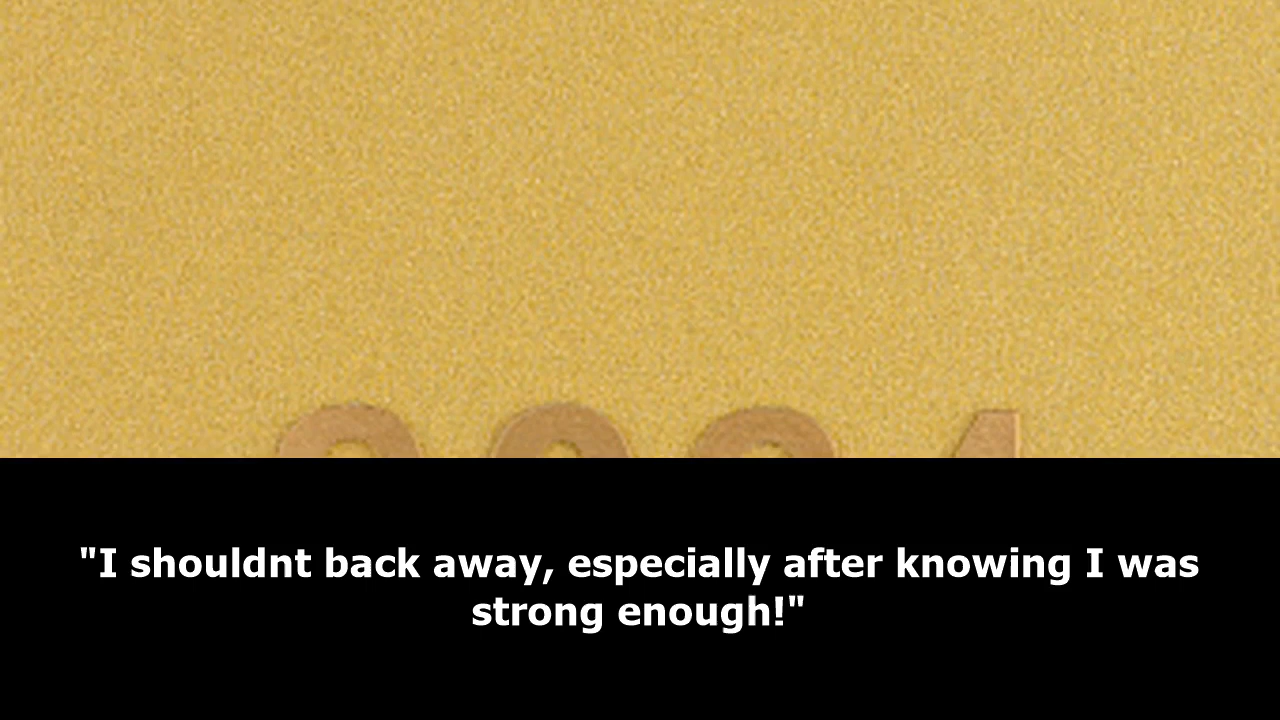 "I shouldnt back away, especially after knowing I was
strong enough!"